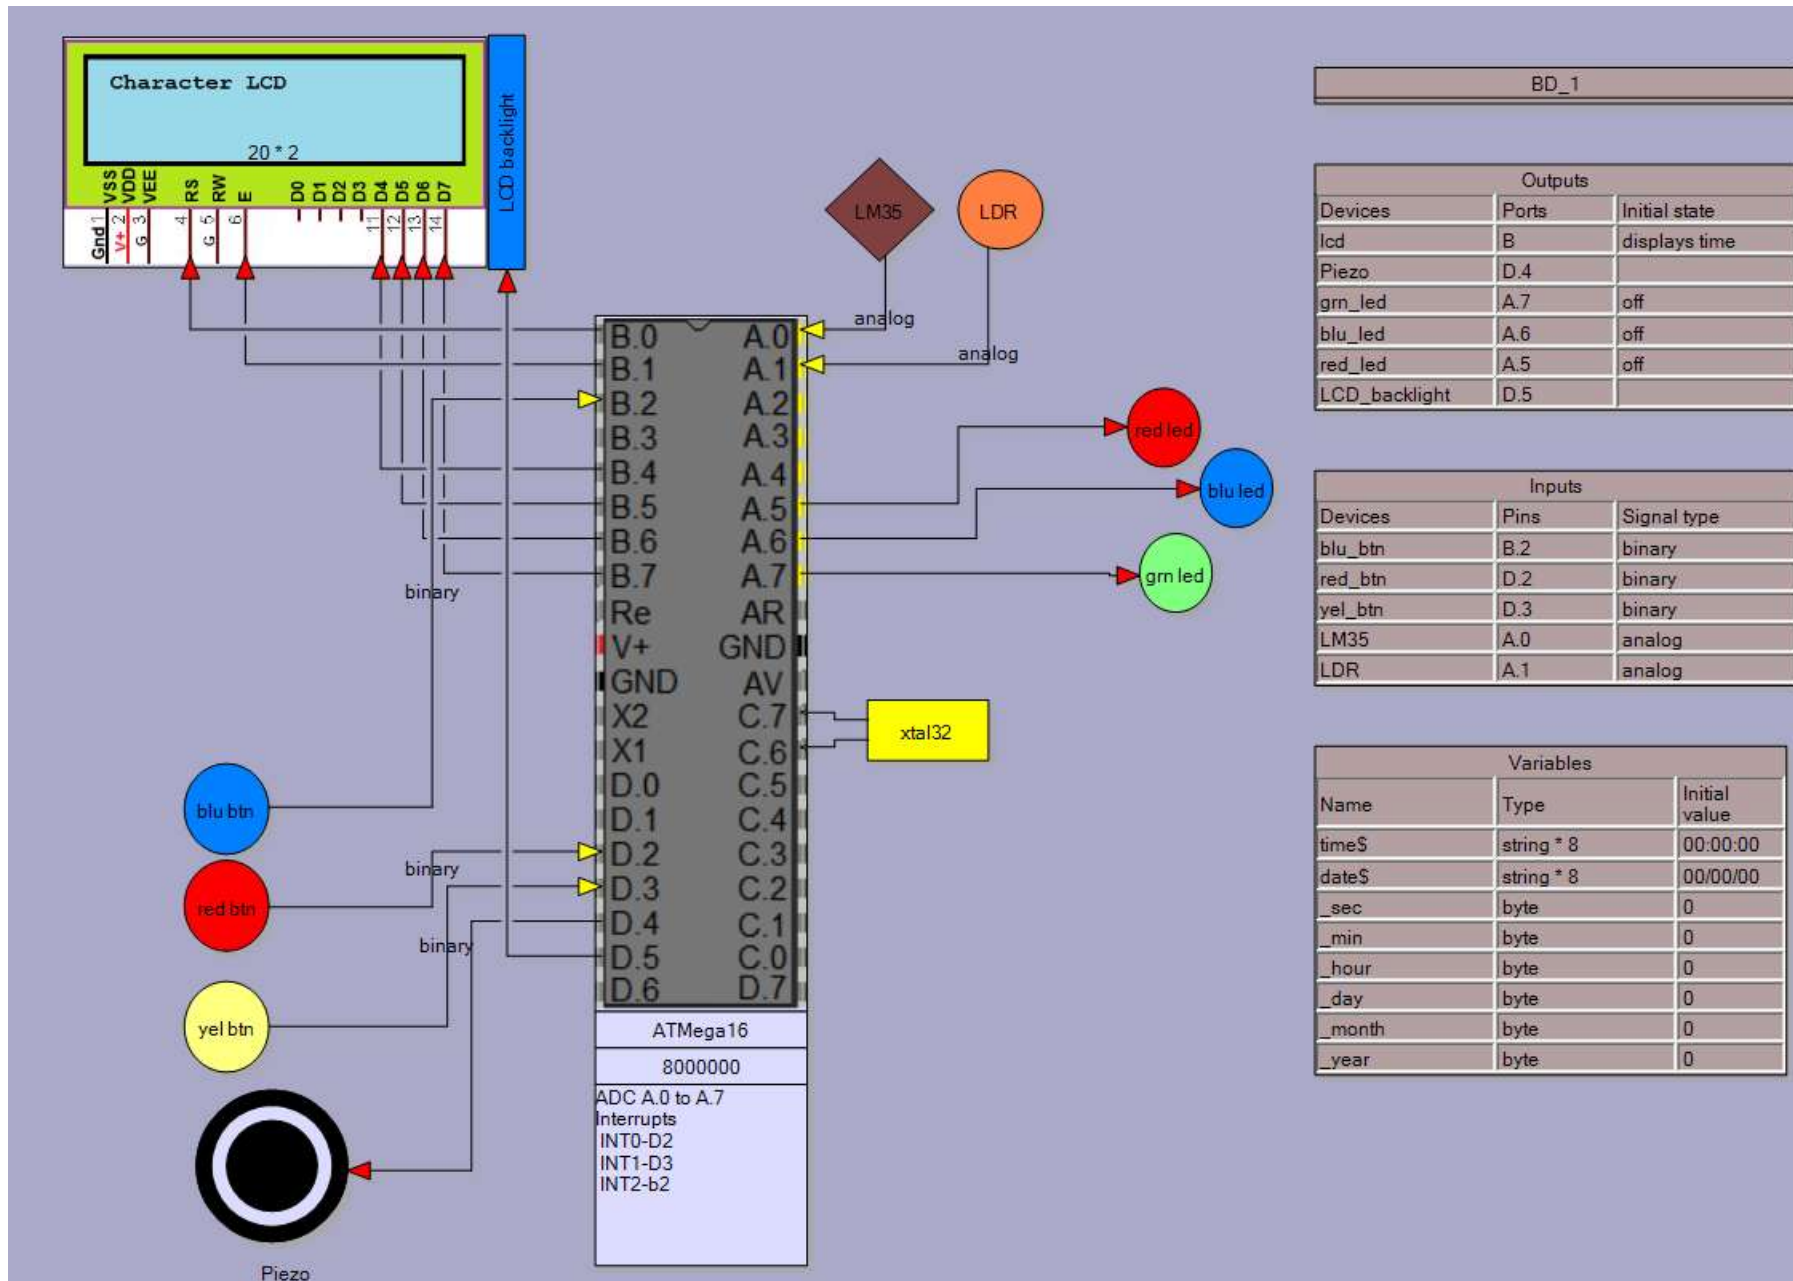 Character LCD
20 * 2
LCD backlight
VSS VDD VEE RS RW E D0 D1 D2 D3 D4 D5 D6 D7
Gnd 1 V+ 2 G 3 4 G 5 6 11 12 13 14
LM35
LDR
analog
analog
B.0 A.0
B.1 A.1
B.2 A.2
B.3 A.3
B.4 A.4
B.5 A.5
B.6 A.6
B.7 A.7
Re AR
V+ GND
GND AV
X2 C.7
X1 C.6
D.0 C.5
D.1 C.4
D.2 C.3
D.3 C.2
D.4 C.1
D.5 C.0
D.6 D.7
ATMega16
8000000
ADC A.0 to A.7
Interrupts
INT0-D2
INT1-D3
INT2-b2
red led
blu led
grn led
xtal32
binary
blu btn
binary
red btn
binary
yel btn
Piezo
BD_1
Outputs
Devices Ports Initial state
lcd B displays time
Piezo D.4
grn_led A.7 off
blu_led A.6 off
red_led A.5 off
LCD_backlight D.5
Inputs
Devices Pins Signal type
blu_btn B.2 binary
red_btn D.2 binary
yel_btn D.3 binary
LM35 A.0 analog
LDR A.1 analog
Variables
Name Type Initial value
time$ string * 8 00:00:00
date$ string * 8 00/00/00
_sec byte 0
_min byte 0
_hour byte 0
_day byte 0
_month byte 0
_year byte 0